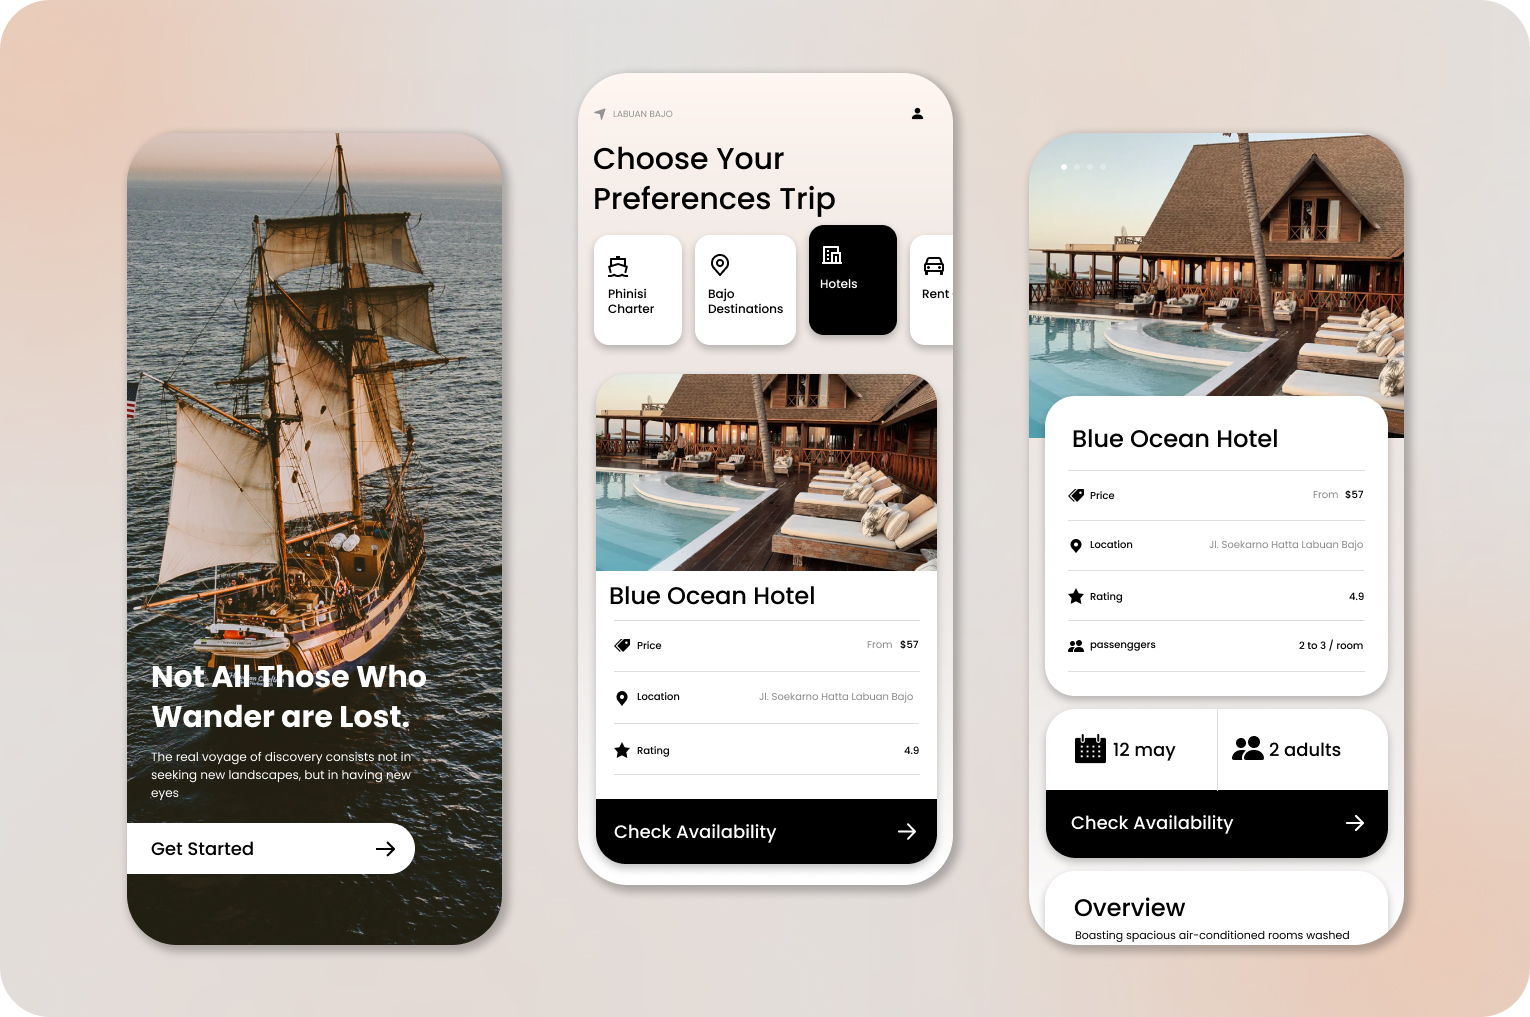 Not All Those Who
Wander are Lost.
The real voyage of discovery consists not in
seeking new landscapes, but in having new
eyes
Get Started
LABUAN BAJO
Choose Your
Preferences Trip
Phinisi
Charter
Bajo
Destinations
Hotels
Rent
Blue Ocean Hotel
Price From $57
Location Jl. Soekarno Hatta Labuan Bajo
Rating 4.9
Check Availability
Blue Ocean Hotel
Price From $57
Location Jl. Soekarno Hatta Labuan Bajo
Rating 4.9
passenggers 2 to 3 / room
12 may 2 adults
Check Availability
Overview
Boasting spacious air-conditioned rooms washed